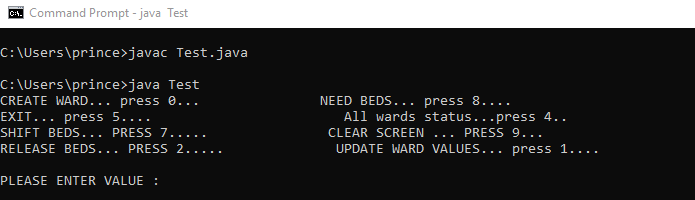 Command Prompt - java  Test
C:\Users\prince>javac Test.java
C:\Users\prince>java Test
CREATE WARD... press 0...               NEED BEDS... press 8....
EXIT... press 5....                        All wards status...press 4..
SHIFT BEDS... PRESS 7.....               CLEAR SCREEN ... PRESS 9...
RELEASE BEDS... PRESS 2.....              UPDATE WARD VALUES... press 1....
PLEASE ENTER VALUE :